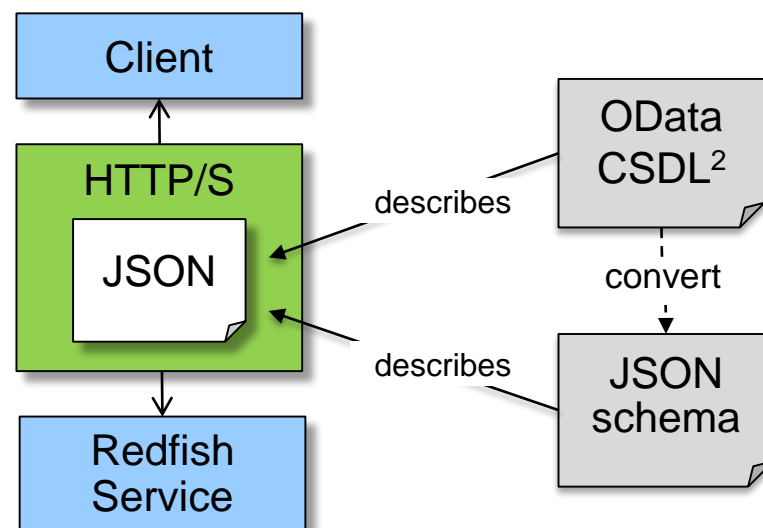 Client
HTTP/S
JSON
Redfish
Service
describes
describes
OData
CSDL²
convert
JSON
schema